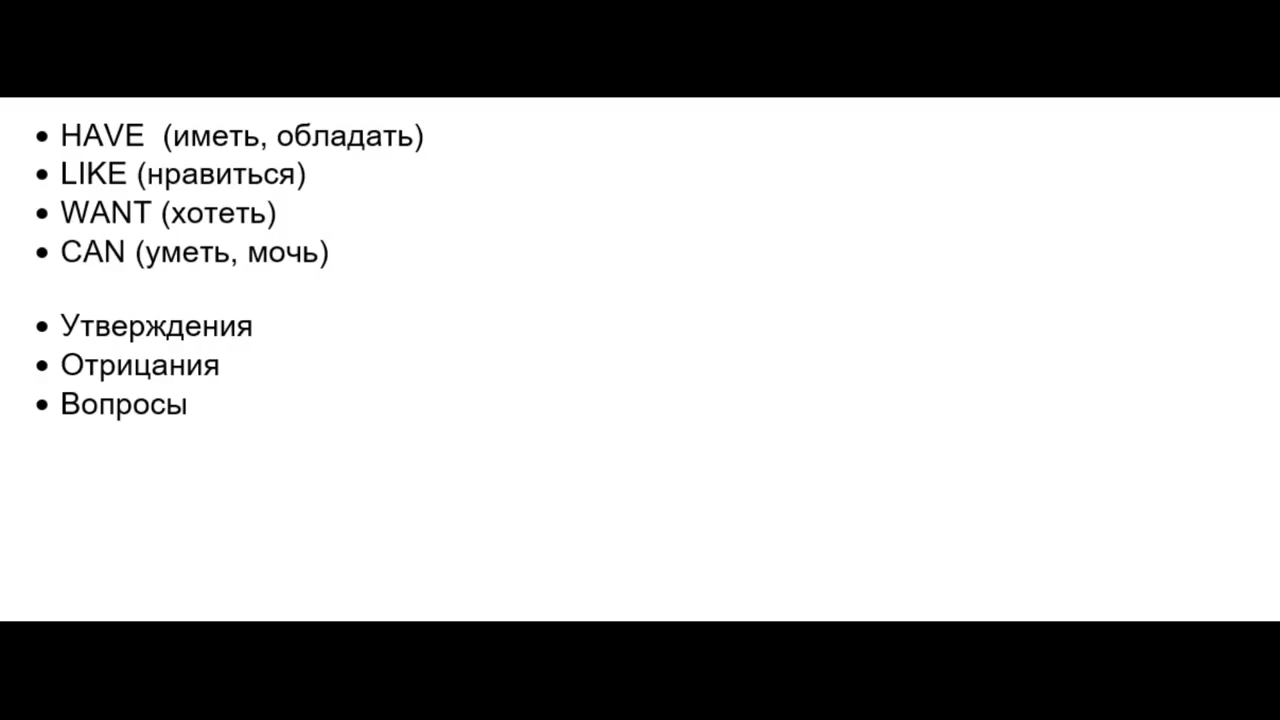 • HAVE  (иметь, обладать)
• LIKE (нравиться)
• WANT (хотеть)
• CAN (уметь, мочь)
• Утверждения
• Отрицания
• Вопросы